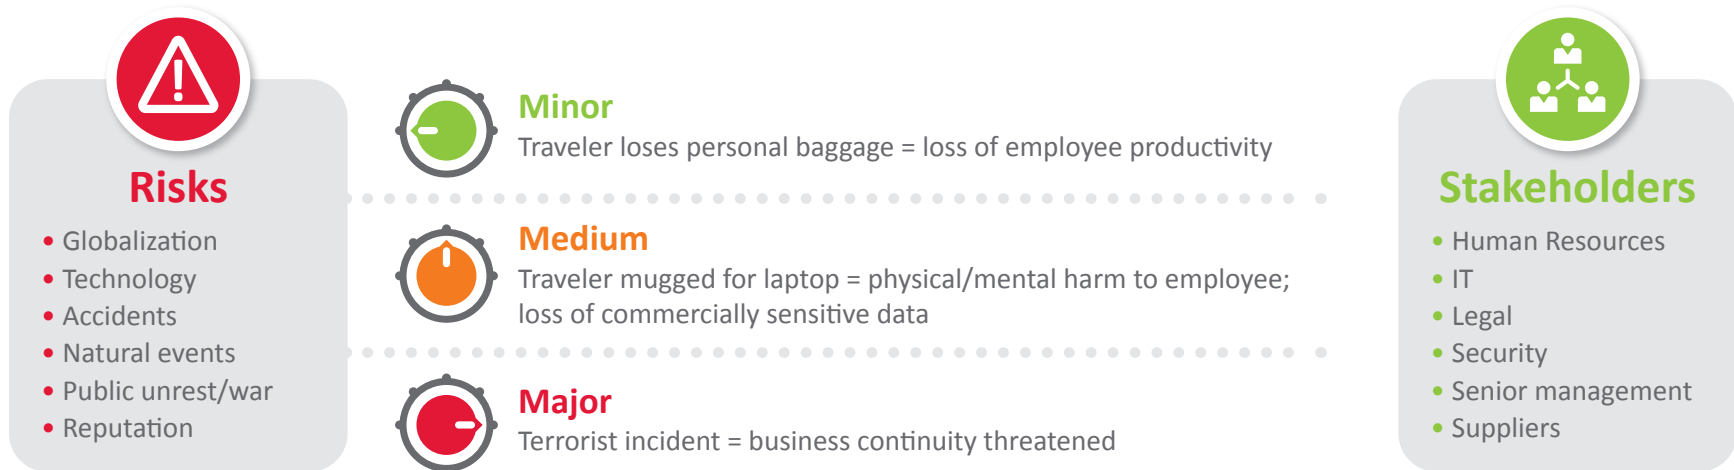 Risks
• Globalization
• Technology
• Accidents
• Natural events
• Public unrest/war
• Reputation
Minor
Traveler loses personal baggage = loss of employee productivity
Medium
Traveler mugged for laptop = physical/mental harm to employee;
loss of commercially sensitive data
Major
Terrorist incident = business continuity threatened
Stakeholders
• Human Resources
• IT
• Legal
• Security
• Senior management
• Suppliers